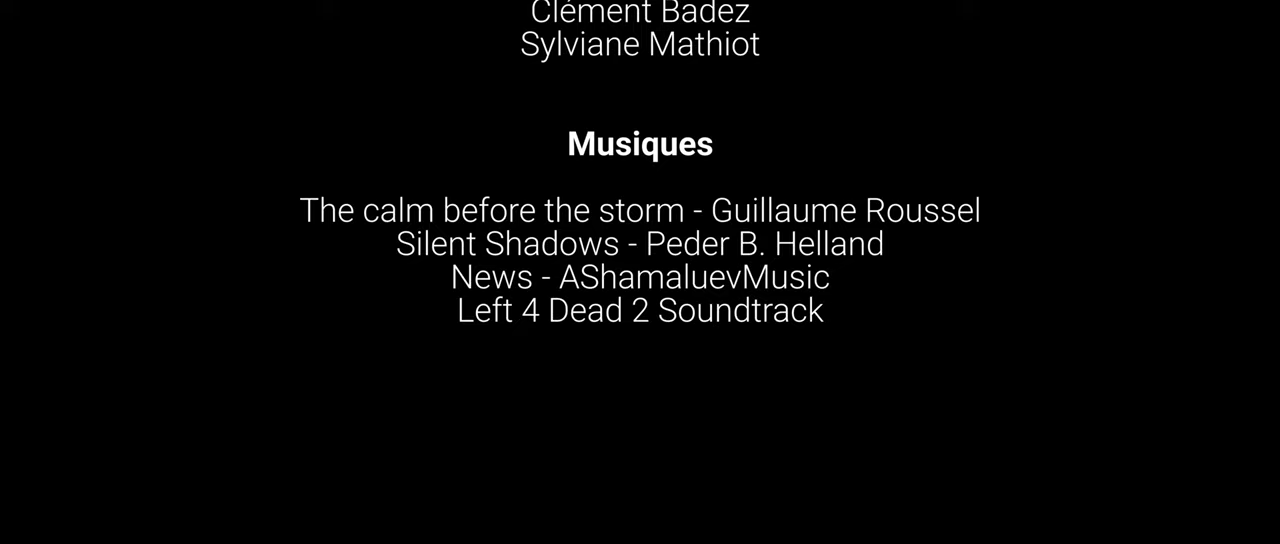 Clément Badez
Sylviane Mathiot
Musiques
The calm before the storm - Guillaume Roussel
Silent Shadows - Peder B. Helland
News - AShamaluevMusic
Left 4 Dead 2 Soundtrack